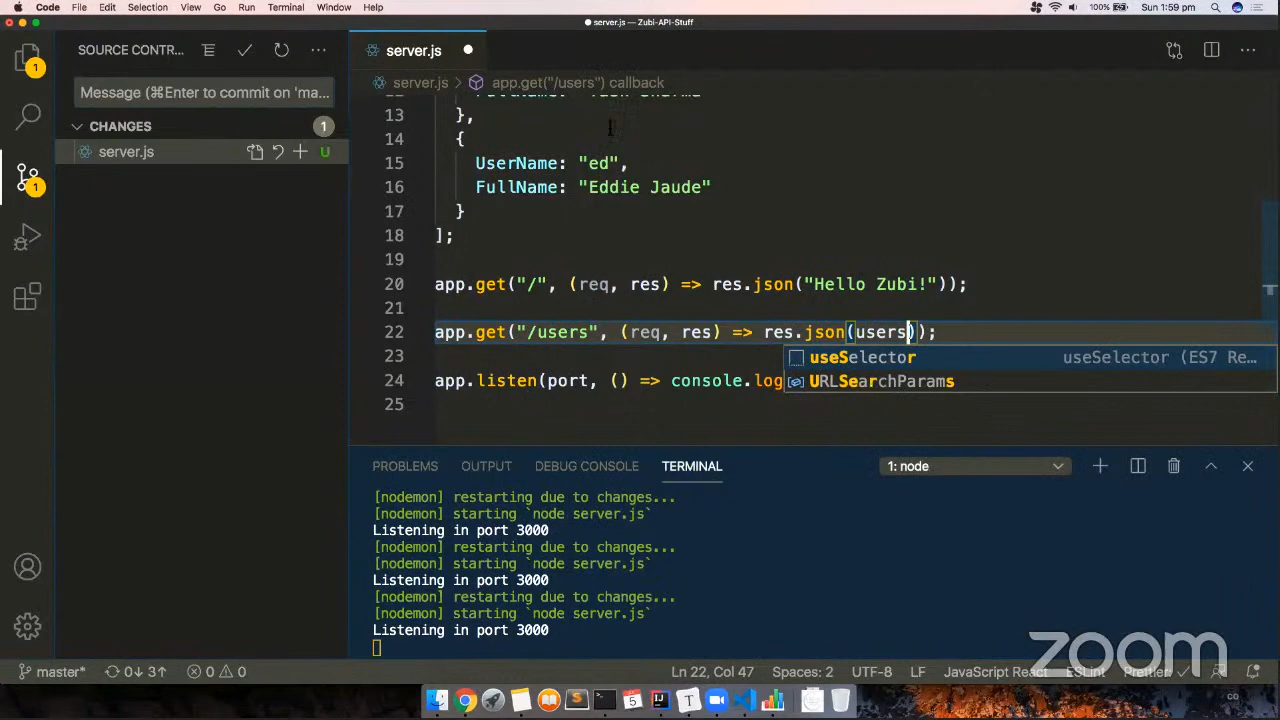 Code File Edit Selection View Go Run Terminal Window Help 100% Sun 1:59 pm
server.js — Zubi-API-Stuff
SOURCE CONTR...
server.js
server.js > app.get("/users") callback
Message (⌘Enter to commit on 'ma...
CHANGES 1
server.js U
1
1
13 },
14 {
15 UserName: "ed",
16 FullName: "Eddie Jaude"
17 }
18 ];
19
20 app.get("/", (req, res) => res.json("Hello Zubi!"));
21
22 app.get("/users", (req, res) => res.json(users));
23
useSelector useSelector (ES7 Re...
24 app.listen(port, () => console.log
URLSearchParams
25
PROBLEMS OUTPUT DEBUG CONSOLE TERMINAL 1: node
[nodemon] restarting due to changes...
[nodemon] starting `node server.js`
Listening in port 3000
[nodemon] restarting due to changes...
[nodemon] starting `node server.js`
Listening in port 3000
[nodemon] restarting due to changes...
[nodemon] starting `node server.js`
Listening in port 3000
zoom
master* 0↓ 3↑ 0 0 Ln 22, Col 47 Spaces: 2 UTF-8 LF JavaScript React ESLint Prettier: ✓
5